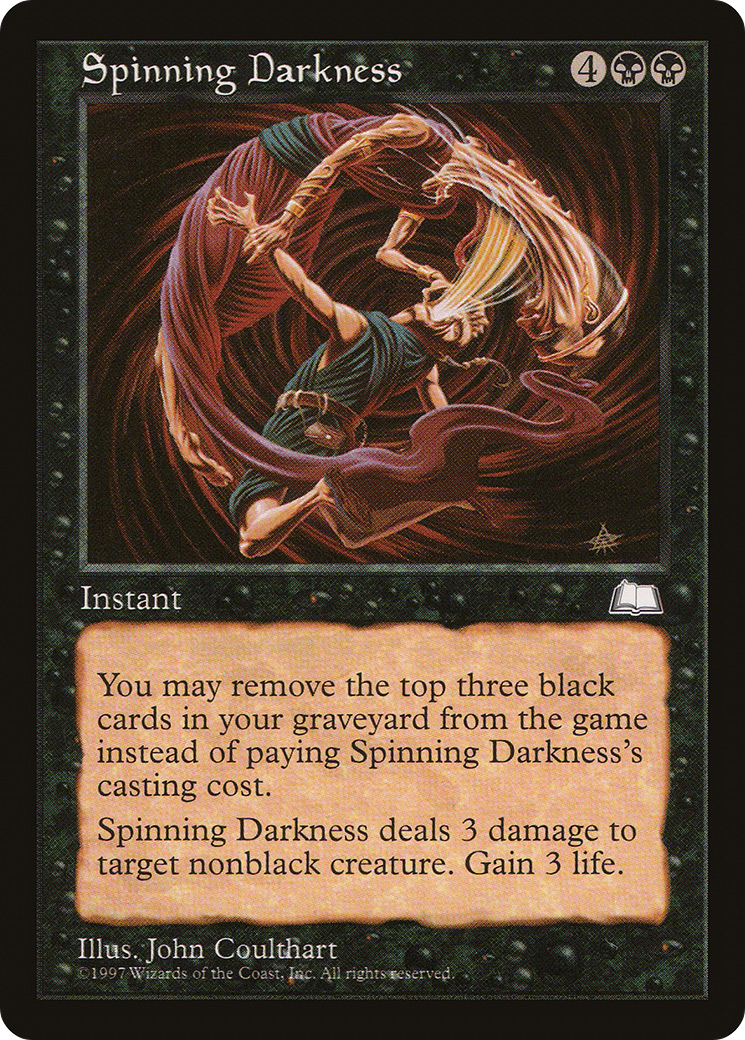 Spinning Darkness 4
Instant
You may remove the top three black
cards in your graveyard from the game
instead of paying Spinning Darkness's
casting cost.
Spinning Darkness deals 3 damage to
target nonblack creature. Gain 3 life.
Illus. John Coulthart
©1997 Wizards of the Coast, Inc. All rights reserved.